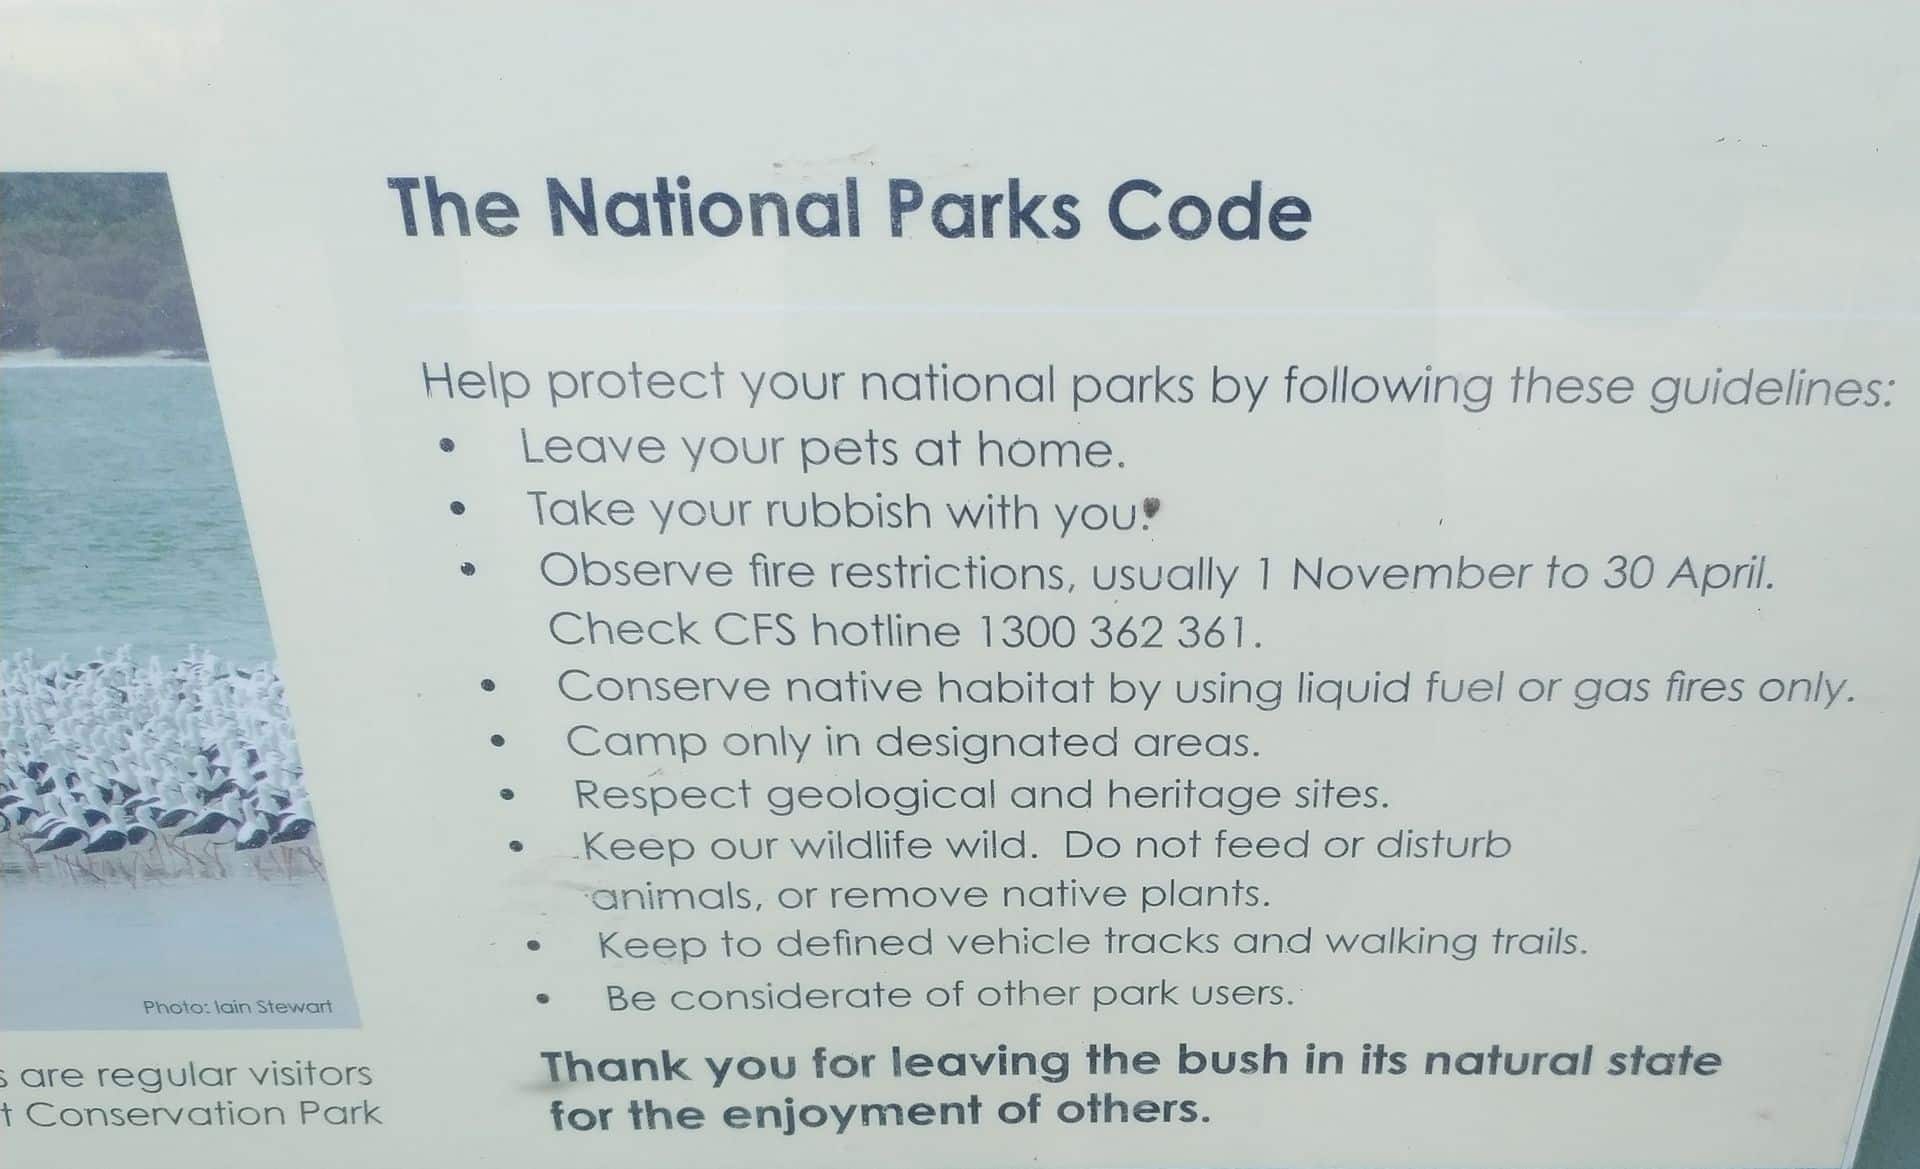 The National Parks Code
Help protect your national parks by following these guidelines:
• Leave your pets at home.
• Take your rubbish with you.
• Observe fire restrictions, usually 1 November to 30 April.
Check CFS hotline 1300 362 361.
• Conserve native habitat by using liquid fuel or gas fires only.
• Camp only in designated areas.
• Respect geological and heritage sites.
• Keep our wildlife wild. Do not feed or disturb
animals, or remove native plants.
• Keep to defined vehicle tracks and walking trails.
• Be considerate of other park users.
Thank you for leaving the bush in its natural state
for the enjoyment of others.
Photo: Iain Stewart
are regular visitors
Conservation Park